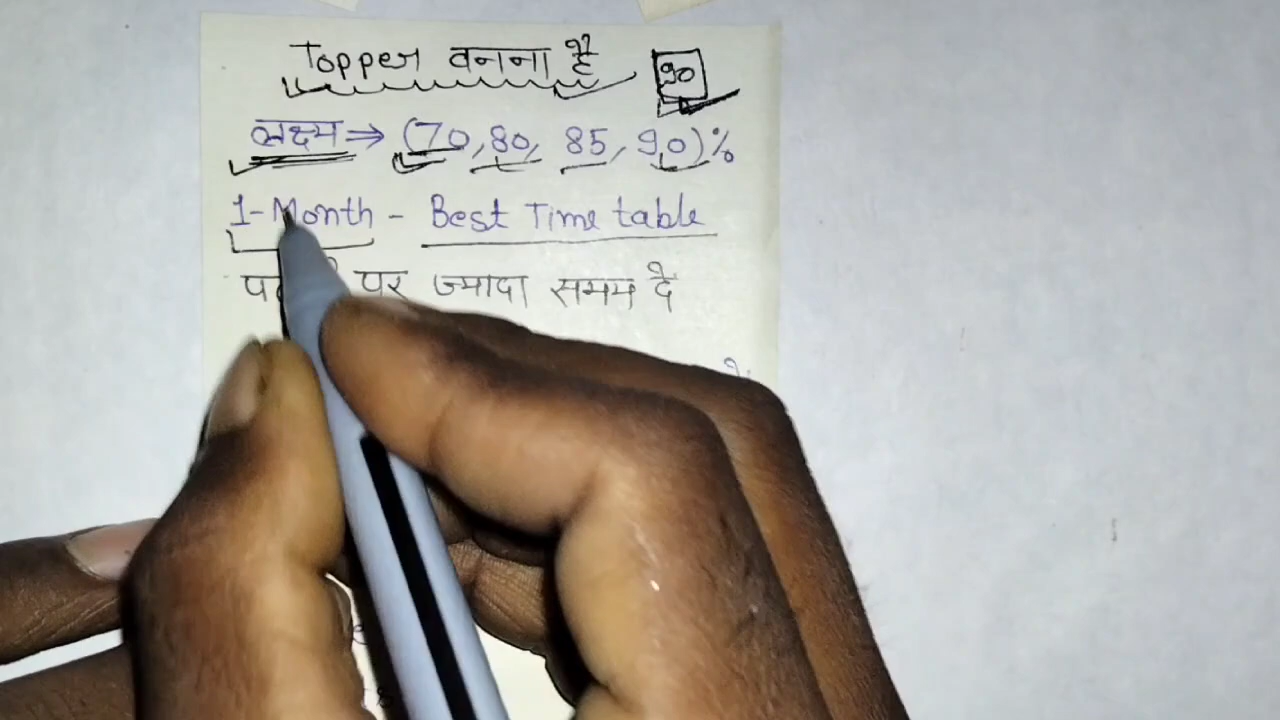 Topper बनना है 90
लक्ष्य ⇒ (70, 80, 85, 90)%
1-Month - Best Time table
पर ज्यादा समय दे